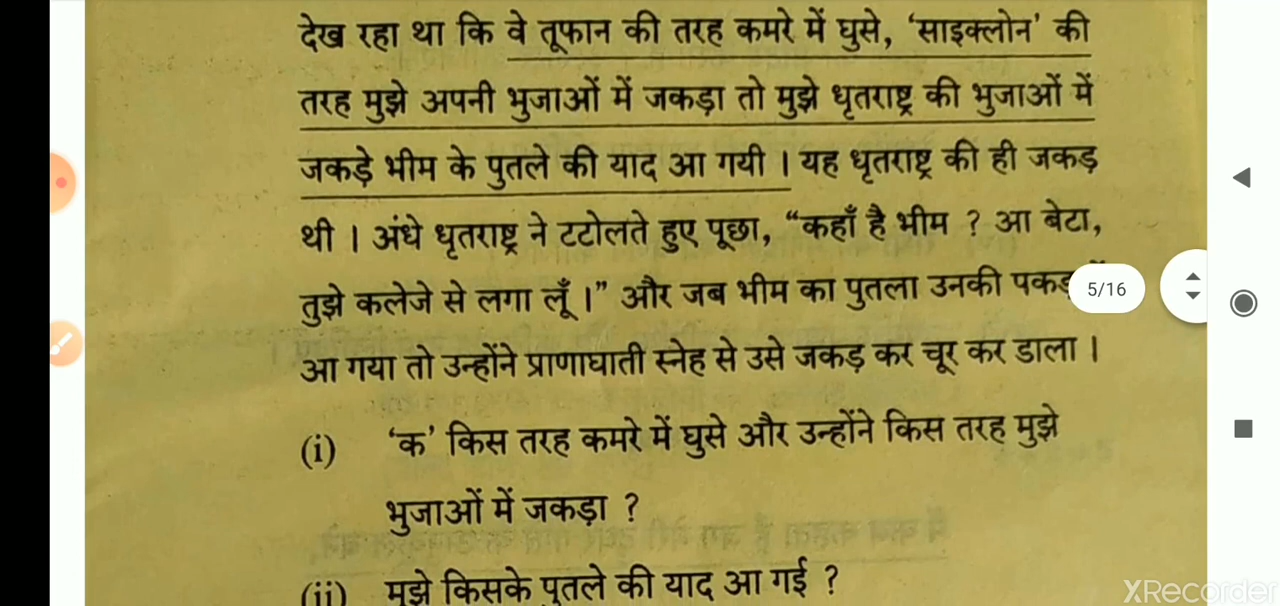 देख रहा था कि वे तूफान की तरह कमरे में घुसे, ‘साइक्लोन’ की
तरह मुझे अपनी भुजाओं में जकड़ा तो मुझे धृतराष्ट्र की भुजाओं में
जकड़े भीम के पुतले की याद आ गयी । यह धृतराष्ट्र की ही जकड़
थी । अंधे धृतराष्ट्र ने टटोलते हुए पूछा, “कहाँ है भीम ? आ बेटा,
तुझे कलेजे से लगा लूँ ।” और जब भीम का पुतला उनकी
5/16
आ गया तो उन्होंने प्राणाघाती स्नेह से उसे जकड़ कर चूर कर डाला ।
(i) ‘क’ किस तरह कमरे में घुसे और उन्होंने किस तरह मुझे
भुजाओं में जकड़ा ?
(ii) मुझे किसके पुतले की याद आ गई ?
XRecorder